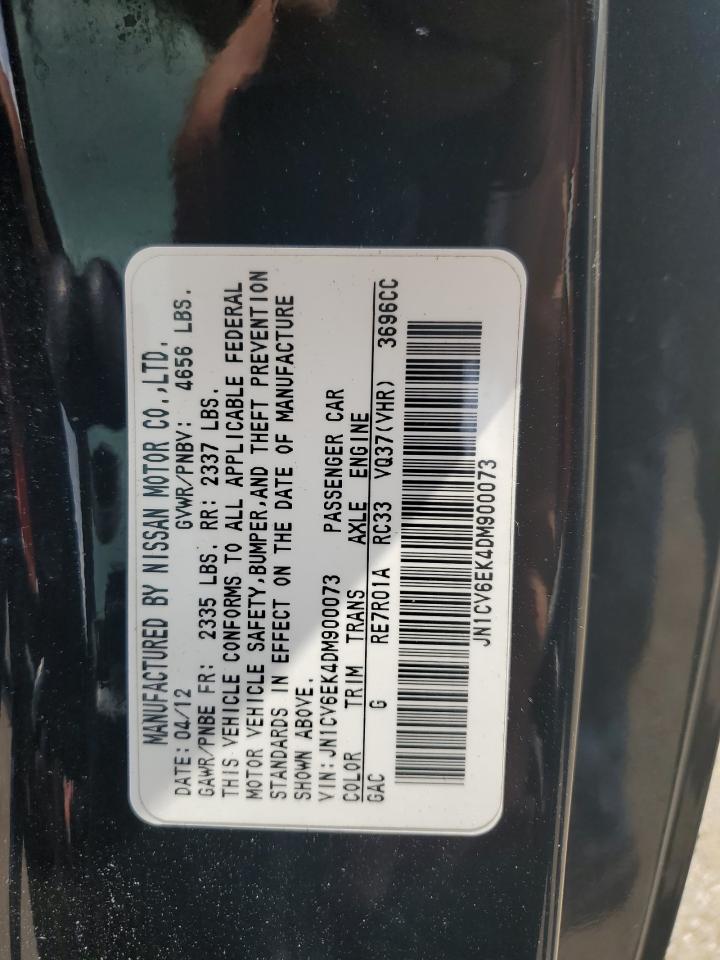 MANUFACTURED BY NISSAN MOTOR CO.,LTD.
DATE: 04/12 GVWR/PNBV: 4656 LBS.
GAWR/PNBE FR: 2335 LBS. RR: 2337 LBS.
THIS VEHICLE CONFORMS TO ALL APPLICABLE FEDERAL
MOTOR VEHICLE SAFETY,BUMPER,AND THEFT PREVENTION
STANDARDS IN EFFECT ON THE DATE OF MANUFACTURE
SHOWN ABOVE.
VIN:JN1CV6EK4DM900073 PASSENGER CAR
COLOR TRIM TRANS AXLE ENGINE
GAC G RE7R01A RC33 VQ37(VHR) 3696CC
JN1CV6EK4DM900073